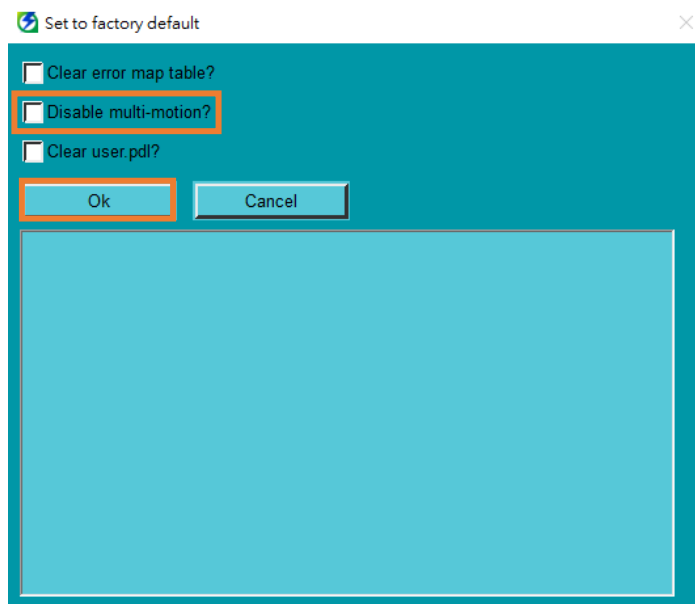 Set to factory default
Clear error map table?
Disable multi-motion?
Clear user.pdl?
Ok Cancel